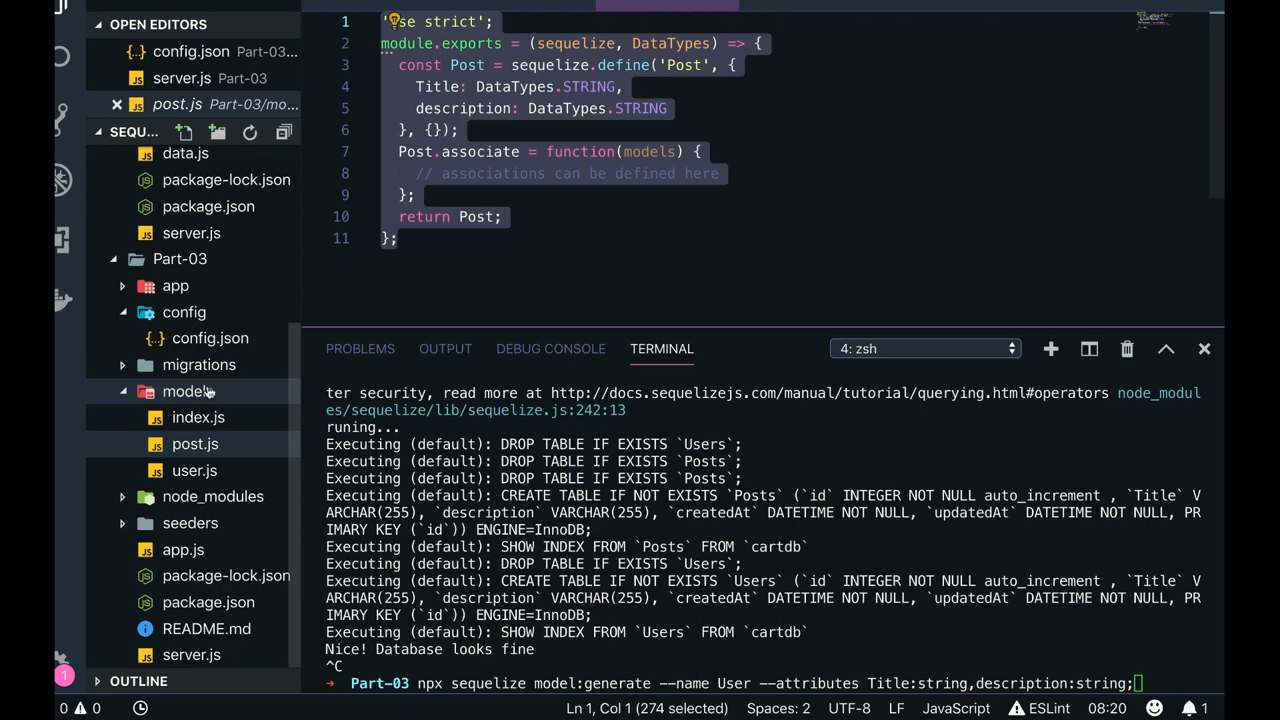 OPEN EDITORS
config.json Part-03...
server.js Part-03
post.js Part-03/mo...
SEQU...
data.js
package-lock.json
package.json
server.js
Part-03
app
config
config.json
migrations
models
index.js
post.js
user.js
node_modules
seeders
app.js
package-lock.json
package.json
README.md
server.js
OUTLINE
1
0 0
1 'use strict';
2 module.exports = (sequelize, DataTypes) => {
3 const Post = sequelize.define('Post', {
4 Title: DataTypes.STRING,
5 description: DataTypes.STRING
6 }, {});
7 Post.associate = function(models) {
8 // associations can be defined here
9 };
10 return Post;
11 };
PROBLEMS OUTPUT DEBUG CONSOLE TERMINAL 4: zsh
ter security, read more at http://docs.sequelizejs.com/manual/tutorial/querying.html#operators node_modul
es/sequelize/lib/sequelize.js:242:13
runing...
Executing (default): DROP TABLE IF EXISTS `Users`;
Executing (default): DROP TABLE IF EXISTS `Posts`;
Executing (default): DROP TABLE IF EXISTS `Posts`;
Executing (default): CREATE TABLE IF NOT EXISTS `Posts` (`id` INTEGER NOT NULL auto_increment , `Title` V
ARCHAR(255), `description` VARCHAR(255), `createdAt` DATETIME NOT NULL, `updatedAt` DATETIME NOT NULL, PR
IMARY KEY (`id`)) ENGINE=InnoDB;
Executing (default): SHOW INDEX FROM `Posts` FROM `cartdb`
Executing (default): DROP TABLE IF EXISTS `Users`;
Executing (default): CREATE TABLE IF NOT EXISTS `Users` (`id` INTEGER NOT NULL auto_increment , `Title` V
ARCHAR(255), `description` VARCHAR(255), `createdAt` DATETIME NOT NULL, `updatedAt` DATETIME NOT NULL, PR
IMARY KEY (`id`)) ENGINE=InnoDB;
Executing (default): SHOW INDEX FROM `Users` FROM `cartdb`
Nice! Database looks fine
^C
➜ Part-03 npx sequelize model:generate --name User --attributes Title:string,description:string;
Ln 1, Col 1 (274 selected) Spaces: 2 UTF-8 LF JavaScript ESLint 08:20 1